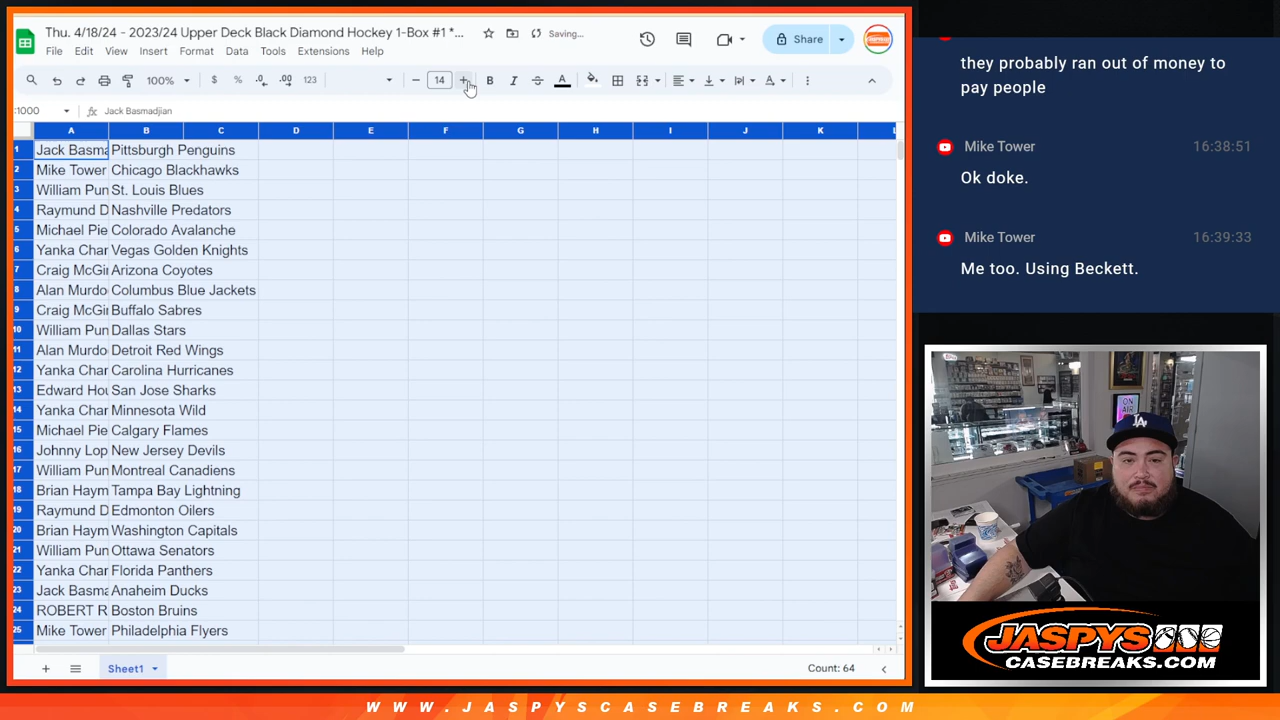 Thu. 4/18/24 - 2023/24 Upper Deck Black Diamond Hockey 1-Box #1 *... Saving... Share
File Edit View Insert Format Data Tools Extensions Help
100% $ % .0 .00 123 − 14 + B I A
:1000 fx Jack Basmadjian
A B C D E F G H I J K L
1 Jack Basma Pittsburgh Penguins
2 Mike Tower Chicago Blackhawks
3 William Pun St. Louis Blues
4 Raymund D Nashville Predators
5 Michael Pie Colorado Avalanche
6 Yanka Char Vegas Golden Knights
7 Craig McGir Arizona Coyotes
8 Alan Murdo Columbus Blue Jackets
9 Craig McGir Buffalo Sabres
10 William Pun Dallas Stars
11 Alan Murdo Detroit Red Wings
12 Yanka Char Carolina Hurricanes
13 Edward Hou San Jose Sharks
14 Yanka Char Minnesota Wild
15 Michael Pie Calgary Flames
16 Johnny Lop New Jersey Devils
17 William Pun Montreal Canadiens
18 Brian Haym Tampa Bay Lightning
19 Raymund D Edmonton Oilers
20 Brian Haym Washington Capitals
21 William Pun Ottawa Senators
22 Yanka Char Florida Panthers
23 Jack Basma Anaheim Ducks
24 ROBERT R Boston Bruins
25 Mike Tower Philadelphia Flyers
+ Sheet1 Count: 64
they probably ran out of money to
pay people
Mike Tower 16:38:51
Ok doke.
Mike Tower 16:39:33
Me too. Using Beckett.
ON
AIR
LA
JASPYS
CASEBREAKS.COM
WWW.JASPYSCASEBREAKS.COM